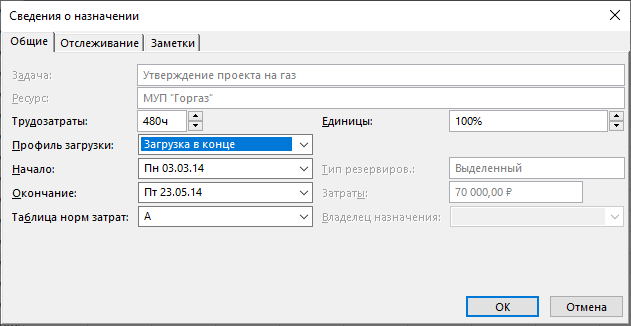 Сведения о назначении
Общие Отслеживание Заметки
Задача: Утверждение проекта на газ
Ресурс: МУП "Горгаз"
Трудозатраты: 480ч Единицы: 100%
Профиль загрузки: Загрузка в конце
Начало: Пн 03.03.14 Тип резервиров.: Выделенный
Окончание: Пт 23.05.14 Затраты: 70 000,00 ₽
Таблица норм затрат: A Владелец назначения:
ОК Отмена